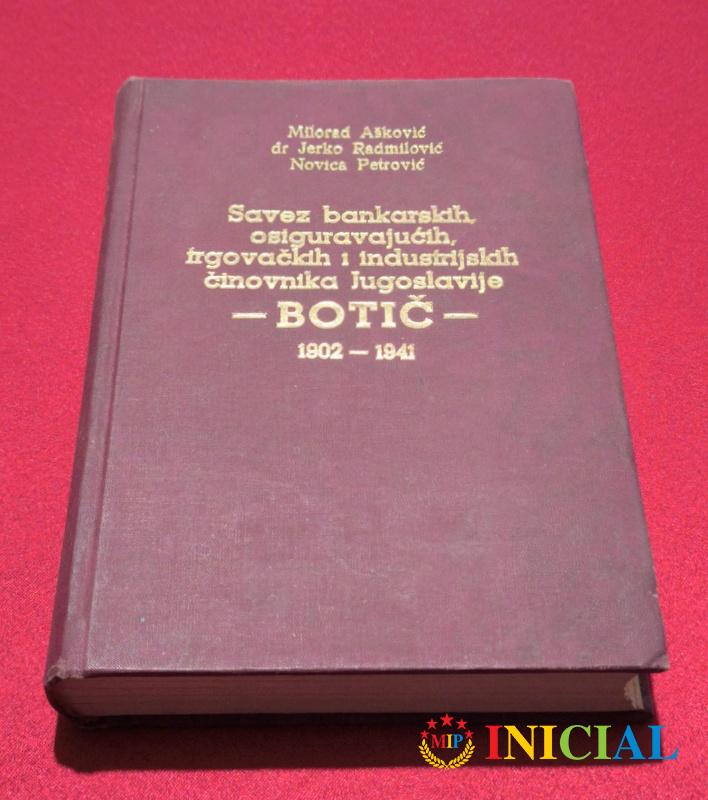 Milorad Ašković
dr Jerko Radmilović
Novica Petrović
Savez bankarskih,
osiguravajućih,
trgovačkih i industrijskih
činovnika Jugoslavije
— BOTIČ —
1902 — 1941
MIP INICIAL